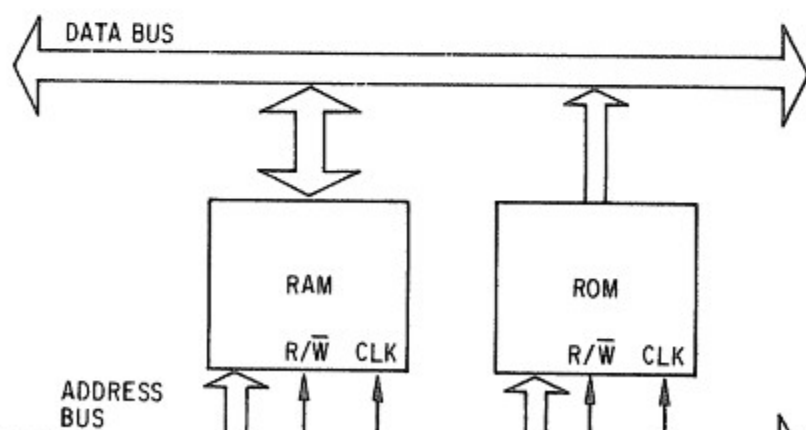 DATA BUS
RAM
ROM
R/W̅ CLK
R/W̅ CLK
ADDRESS
BUS